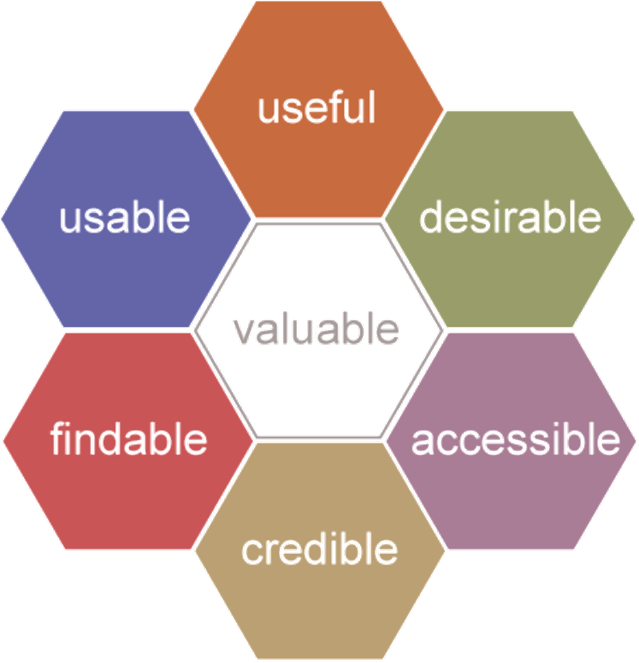 useful
usable
desirable
valuable
findable
accessible
credible